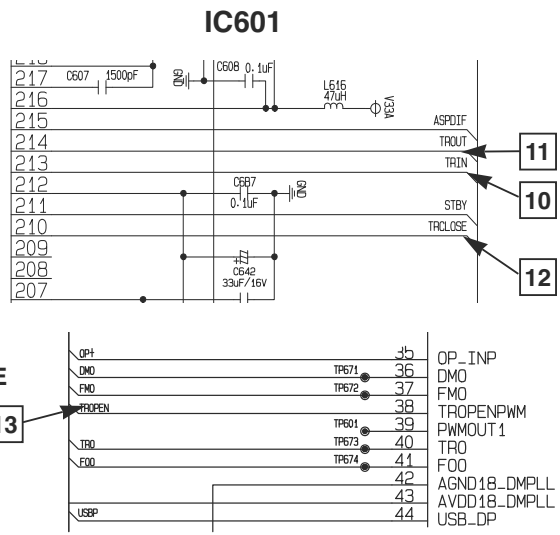 IC601
217 C607 1500pF GND C608 0.1uF
216 L616 47uH V33A
215 ASPDIF
214 TROUT 11
213 TRIN
212 C687 0.1uF GND 10
211 STBY
210 TRCLOSE
209
208 C642 33uF/16V 12
207
OP+ 35 OP_INP
E DMO TP671 36 DMO
FMO TP672 37 FMO
13 TROPEN 38 TROPENPWM
TP601 39 PWMOUT1
TRO TP673 40 TRO
FOO TP674 41 FOO
42 AGND18_DMPLL
43 AVDD18_DMPLL
USBP 44 USB_DP